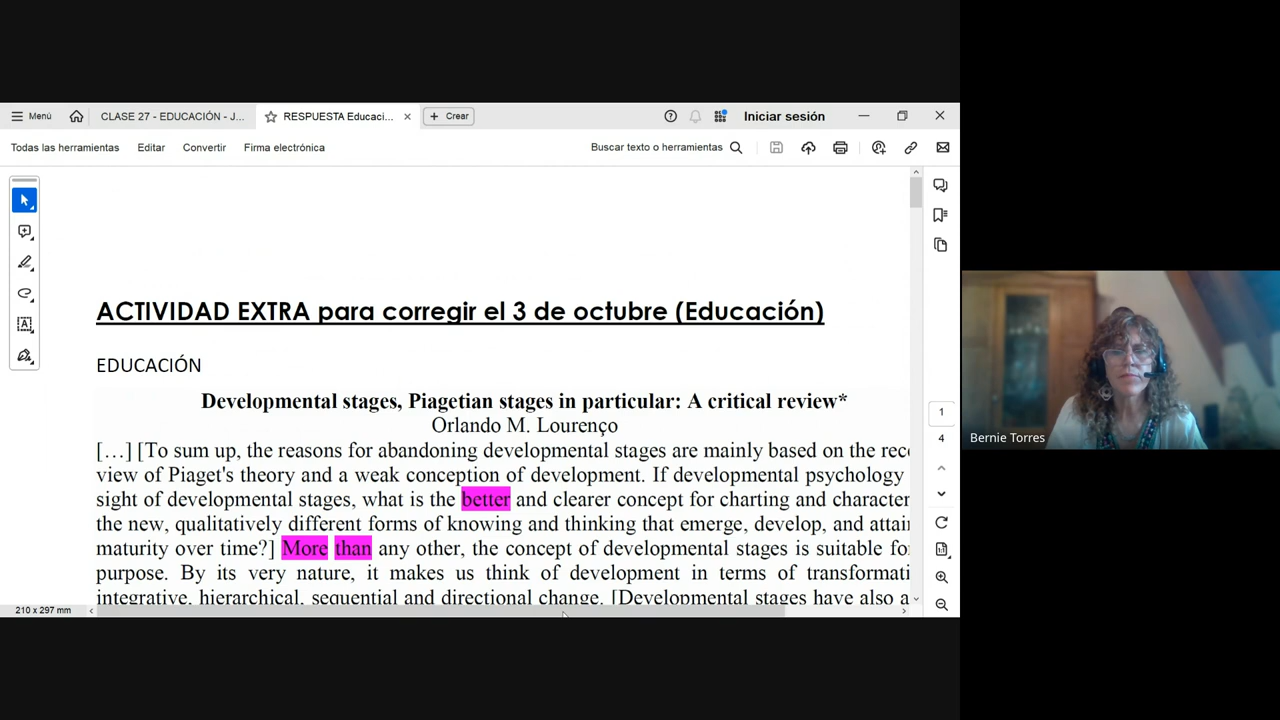 Menú
CLASE 27 - EDUCACIÓN - J...
RESPUESTA Educaci...
Crear
Iniciar sesión
Todas las herramientas
Editar
Convertir
Firma electrónica
Buscar texto o herramientas
ACTIVIDAD EXTRA para corregir el 3 de octubre (Educación)
EDUCACIÓN
Developmental stages, Piagetian stages in particular: A critical review*
Orlando M. Lourenço
[…] [To sum up, the reasons for abandoning developmental stages are mainly based on the rec
view of Piaget's theory and a weak conception of development. If developmental psychology
sight of developmental stages, what is the better and clearer concept for charting and character
the new, qualitatively different forms of knowing and thinking that emerge, develop, and attai
maturity over time?] More than any other, the concept of developmental stages is suitable fo
purpose. By its very nature, it makes us think of development in terms of transformati
integrative, hierarchical, sequential and directional change. [Developmental stages have also a
1
4
210 x 297 mm
Bernie Torres